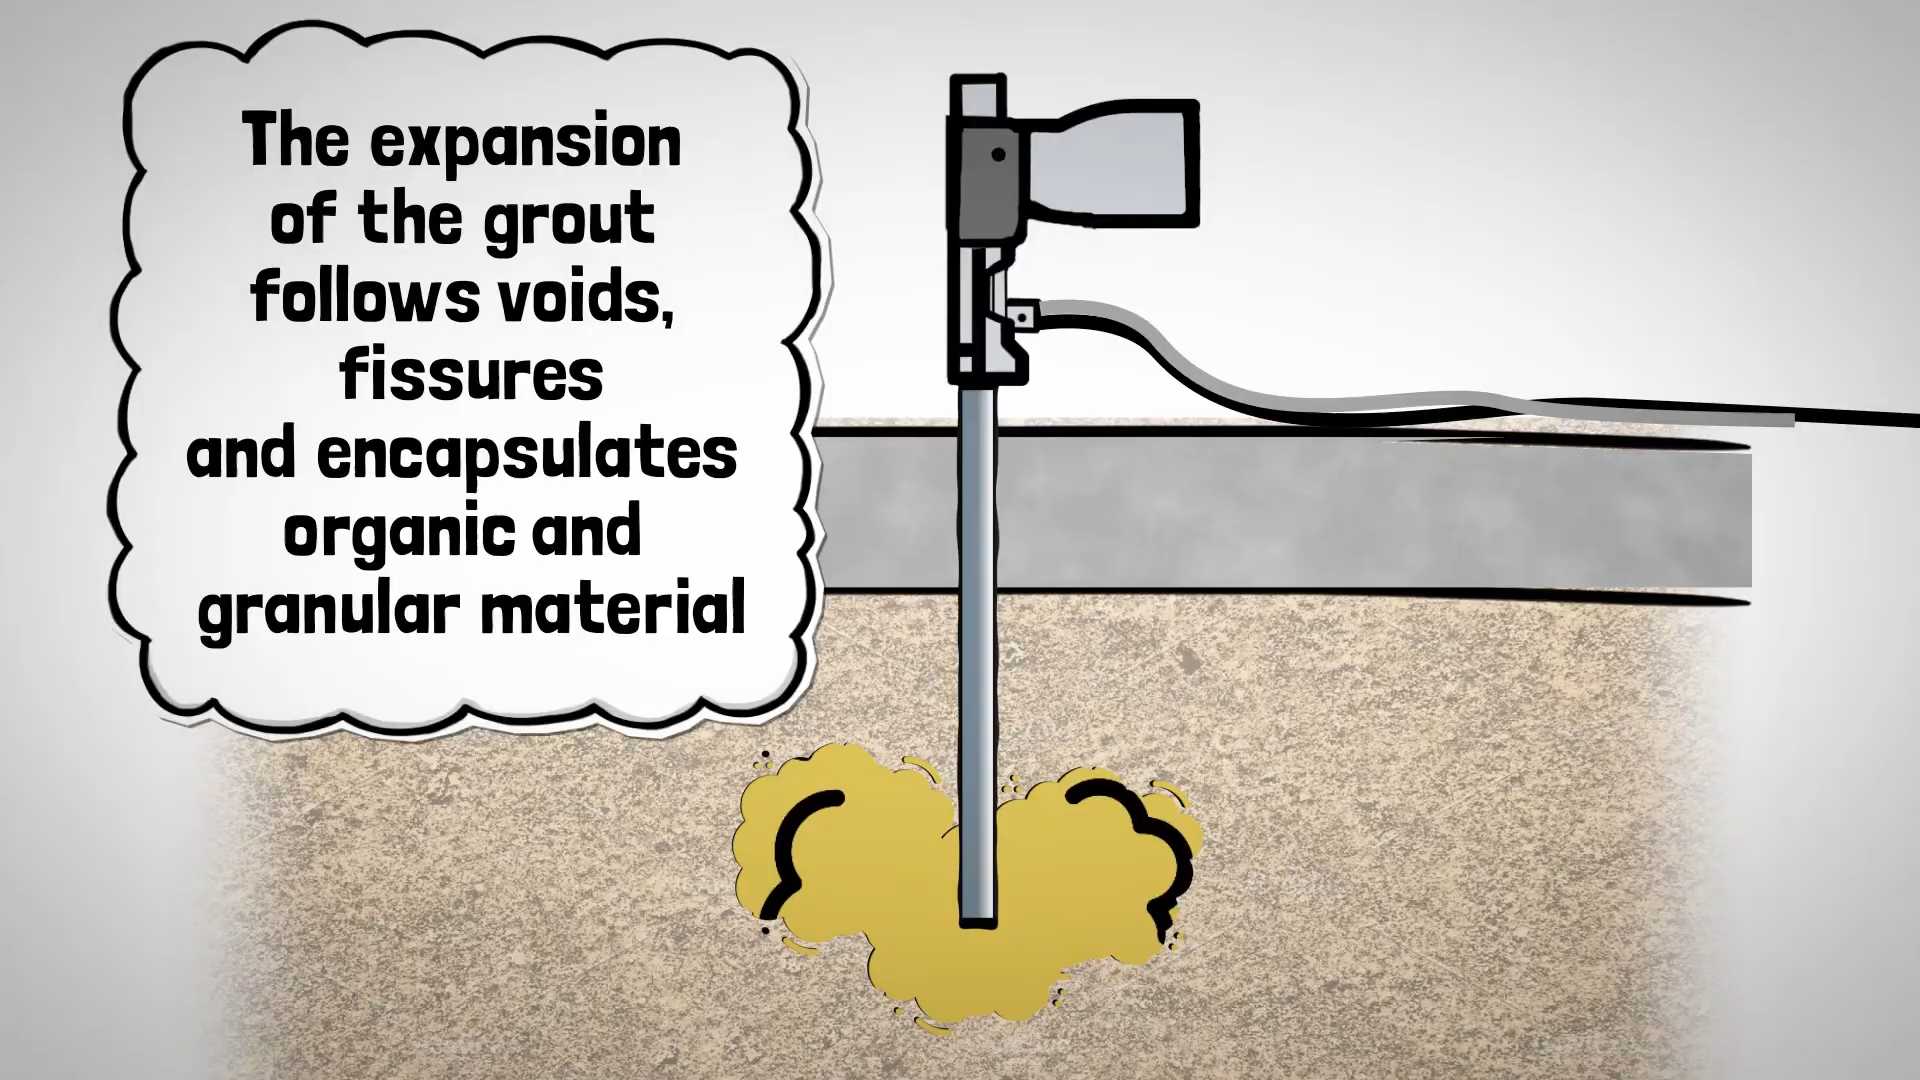 The expansion
of the grout
follows voids,
fissures
and encapsulates
organic and
granular material